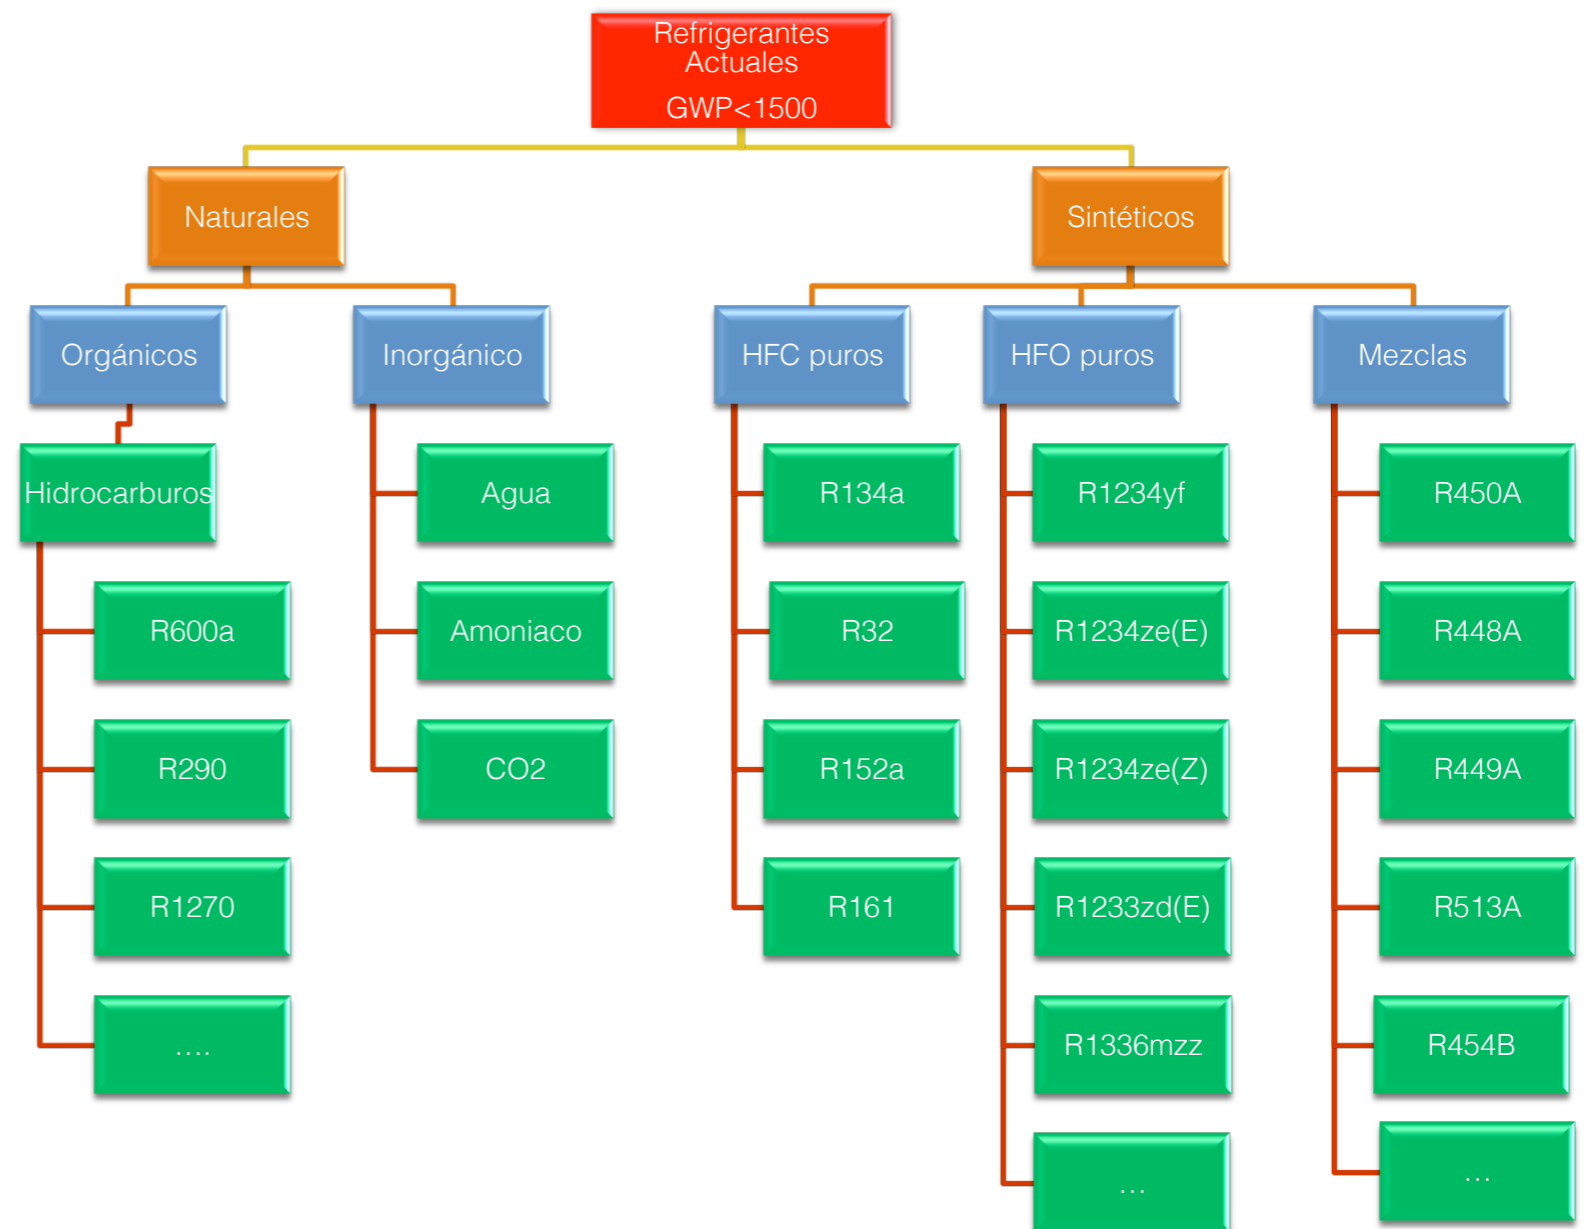 Refrigerantes
Actuales
GWP<1500
Naturales
Sintéticos
Orgánicos
Inorgánico
HFC puros
HFO puros
Mezclas
Hidrocarburos
Agua
R134a
R1234yf
R450A
R600a
Amoniaco
R32
R1234ze(E)
R448A
R290
CO2
R152a
R1234ze(Z)
R449A
R1270
R161
R1233zd(E)
R513A
....
R1336mzz
R454B
...
...